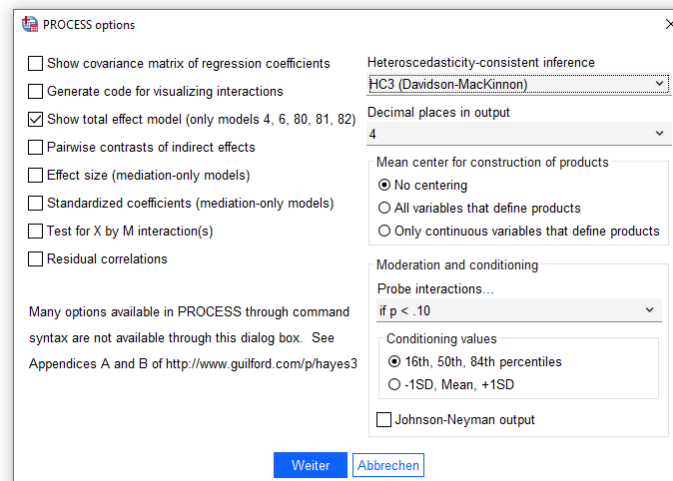 PROCESS options
Show covariance matrix of regression coefficients
Generate code for visualizing interactions
Show total effect model (only models 4, 6, 80, 81, 82)
Pairwise contrasts of indirect effects
Effect size (mediation-only models)
Standardized coefficients (mediation-only models)
Test for X by M interaction(s)
Residual correlations
Many options available in PROCESS through command
syntax are not available through this dialog box. See
Appendices A and B of http://www.guilford.com/p/hayes3
Heteroscedasticity-consistent inference
HC3 (Davidson-MacKinnon)
Decimal places in output
4
Mean center for construction of products
No centering
All variables that define products
Only continuous variables that define products
Moderation and conditioning
Probe interactions...
if p < .10
Conditioning values
16th, 50th, 84th percentiles
-1SD, Mean, +1SD
Johnson-Neyman output
Weiter
Abbrechen